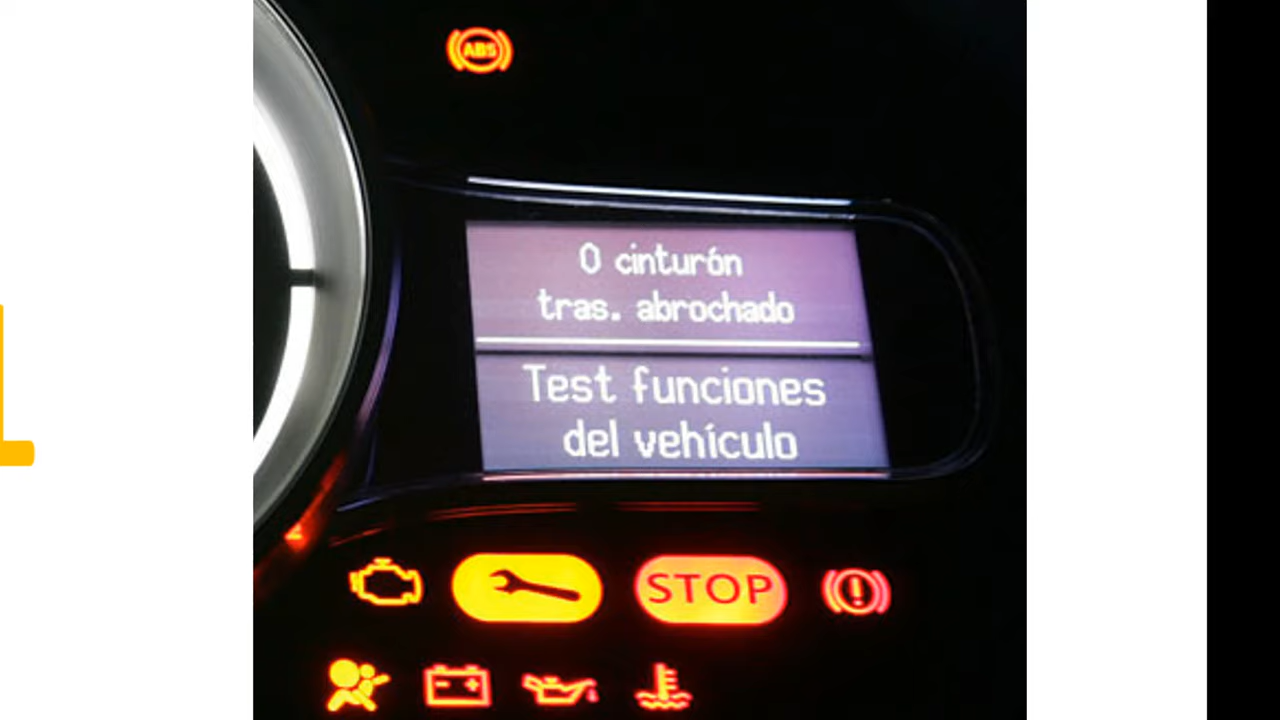 ABS
0 cinturón
tras. abrochado
Test funciones
del vehículo
STOP